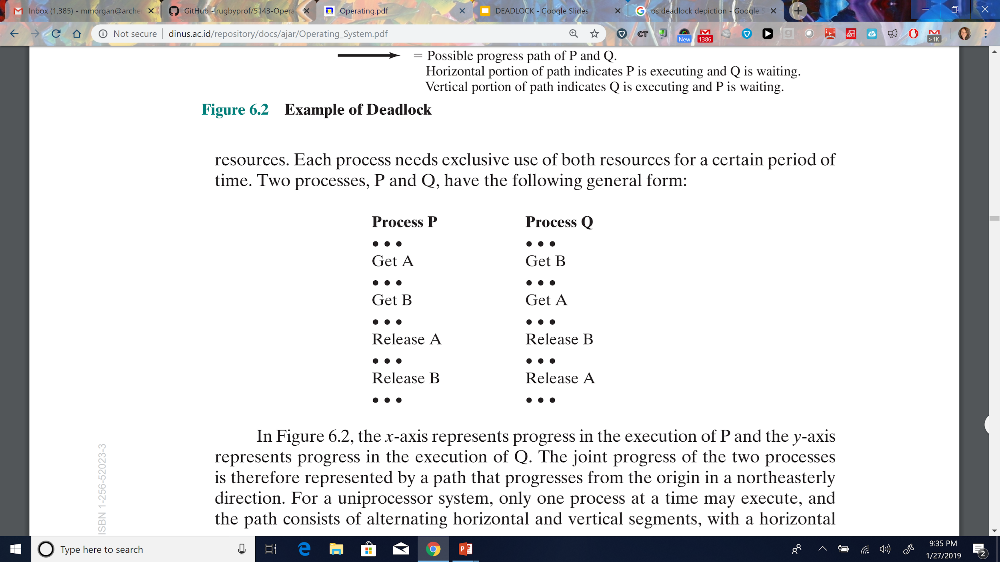 Inbox (1,385) - mmorgan@arche
GitHub - rugbyprof/5143-Opera
Operating.pdf
DEADLOCK - Google Slides
os deadlock depiction - Google S
Not secure
dinus.ac.id/repository/docs/ajar/Operating_System.pdf
CT
New
1386
g
>1K
= Possible progress path of P and Q.
Horizontal portion of path indicates P is executing and Q is waiting.
Vertical portion of path indicates Q is executing and P is waiting.
Figure 6.2 Example of Deadlock
resources. Each process needs exclusive use of both resources for a certain period of
time. Two processes, P and Q, have the following general form:
Process P Process Q
• • • • • •
Get A Get B
• • • • • •
Get B Get A
• • • • • •
Release A Release B
• • • • • •
Release B Release A
• • • • • •
In Figure 6.2, the x-axis represents progress in the execution of P and the y-axis
represents progress in the execution of Q. The joint progress of the two processes
is therefore represented by a path that progresses from the origin in a northeasterly
direction. For a uniprocessor system, only one process at a time may execute, and
the path consists of alternating horizontal and vertical segments, with a horizontal
ISBN 1-256-52023-3
Type here to search
9:35 PM
1/27/2019
2